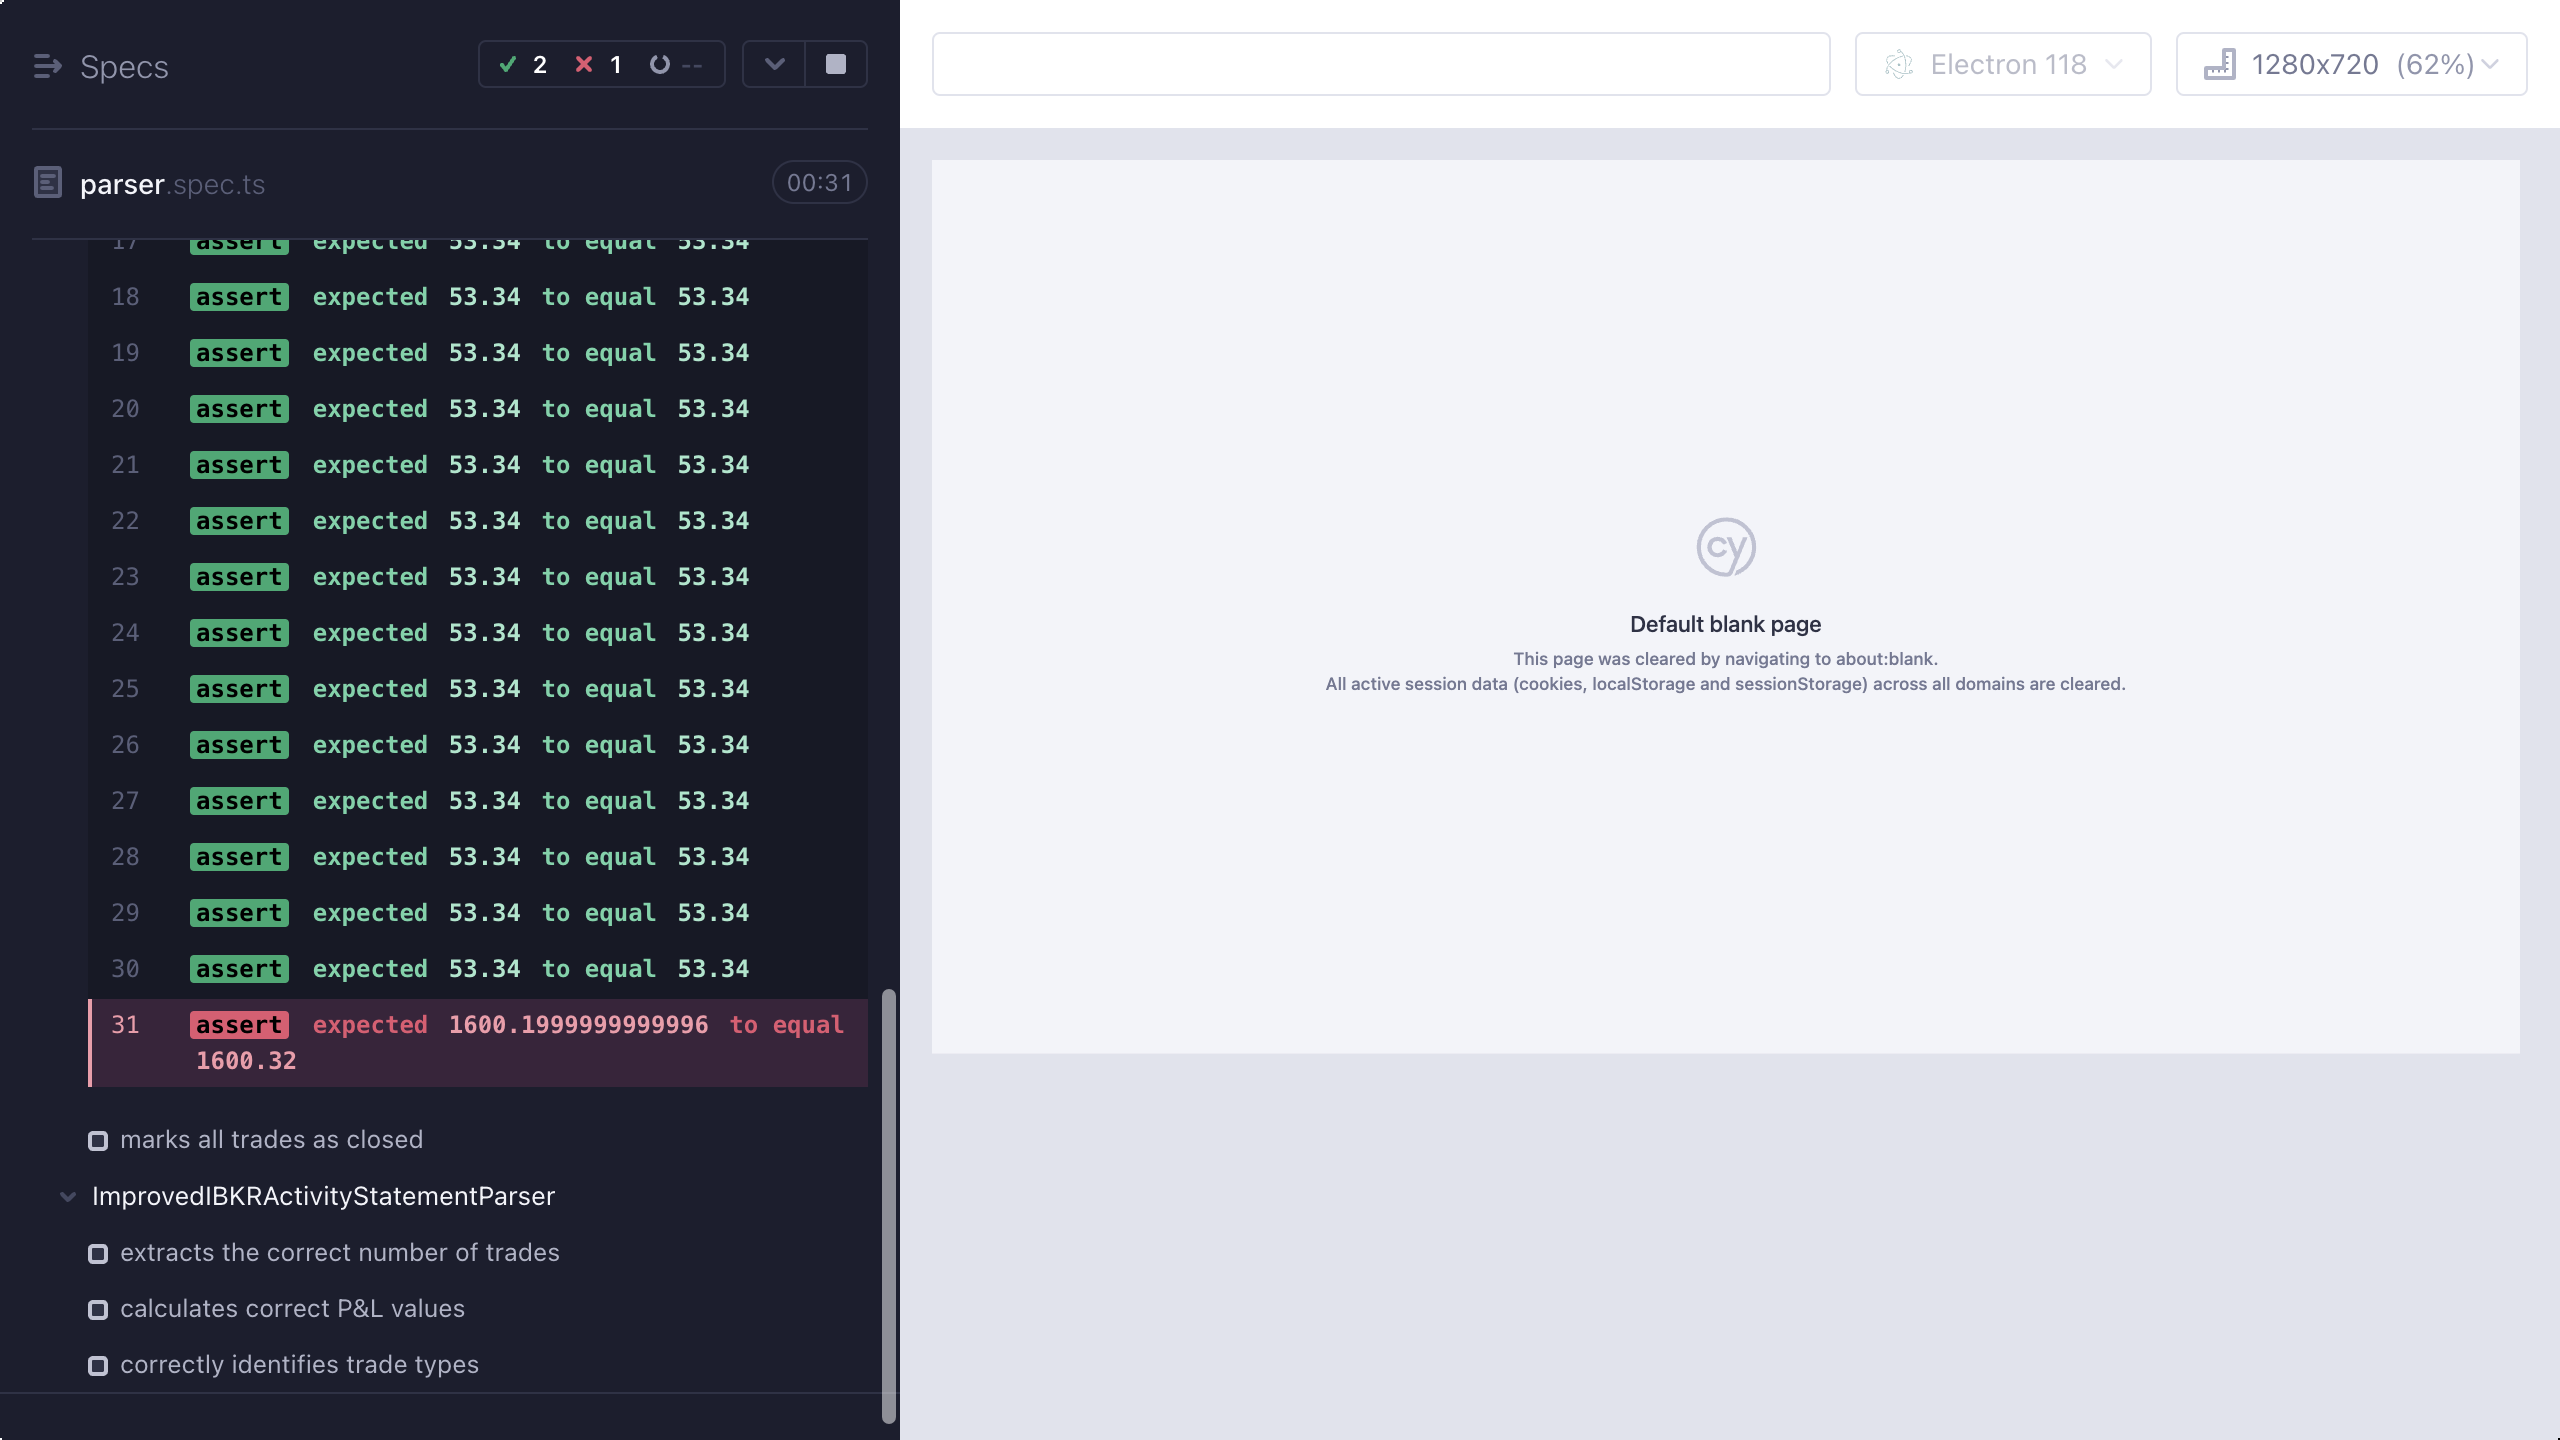 Specs
2 1 --
parser.spec.ts
00:31
17 assert expected 53.34 to equal 53.34
18 assert expected 53.34 to equal 53.34
19 assert expected 53.34 to equal 53.34
20 assert expected 53.34 to equal 53.34
21 assert expected 53.34 to equal 53.34
22 assert expected 53.34 to equal 53.34
23 assert expected 53.34 to equal 53.34
24 assert expected 53.34 to equal 53.34
25 assert expected 53.34 to equal 53.34
26 assert expected 53.34 to equal 53.34
27 assert expected 53.34 to equal 53.34
28 assert expected 53.34 to equal 53.34
29 assert expected 53.34 to equal 53.34
30 assert expected 53.34 to equal 53.34
31 assert expected 1600.1999999999996 to equal
1600.32
marks all trades as closed
ImprovedIBKRActivityStatementParser
extracts the correct number of trades
calculates correct P&L values
correctly identifies trade types
Electron 118
1280x720 (62%)
cy
Default blank page
This page was cleared by navigating to about:blank.
All active session data (cookies, localStorage and sessionStorage) across all domains are cleared.